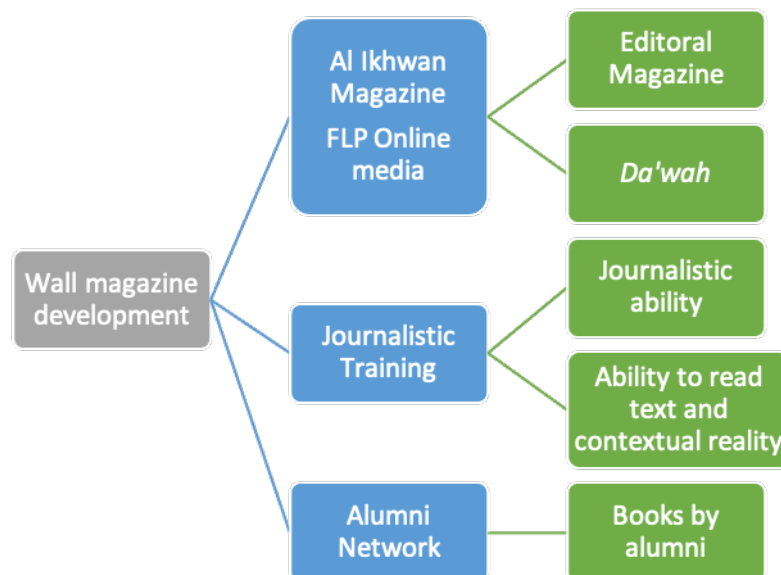 Wall magazine
development
Al Ikhwan
Magazine
FLP Online
media
Editoral
Magazine
Da'wah
Journalistic
Training
Journalistic
ability
Ability to read
text and
contextual reality
Alumni
Network
Books by
alumni